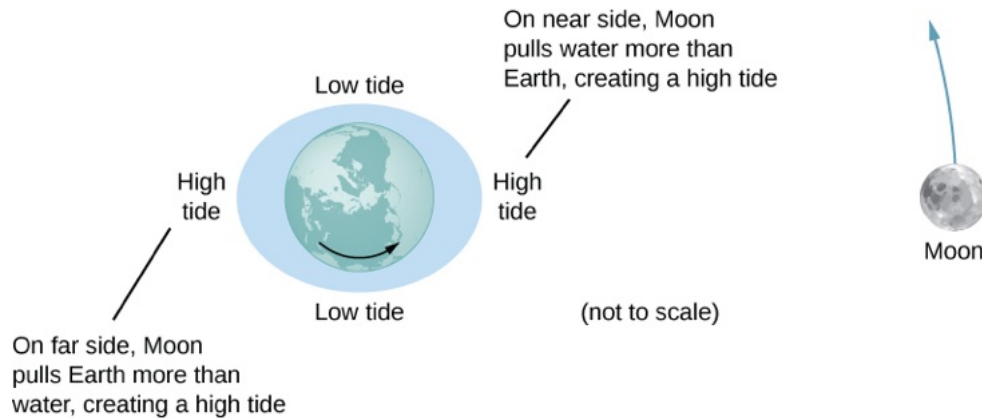 On near side, Moon
pulls water more than
Earth, creating a high tide
Low tide
High
tide
High
tide
Moon
Low tide
(not to scale)
On far side, Moon
pulls Earth more than
water, creating a high tide